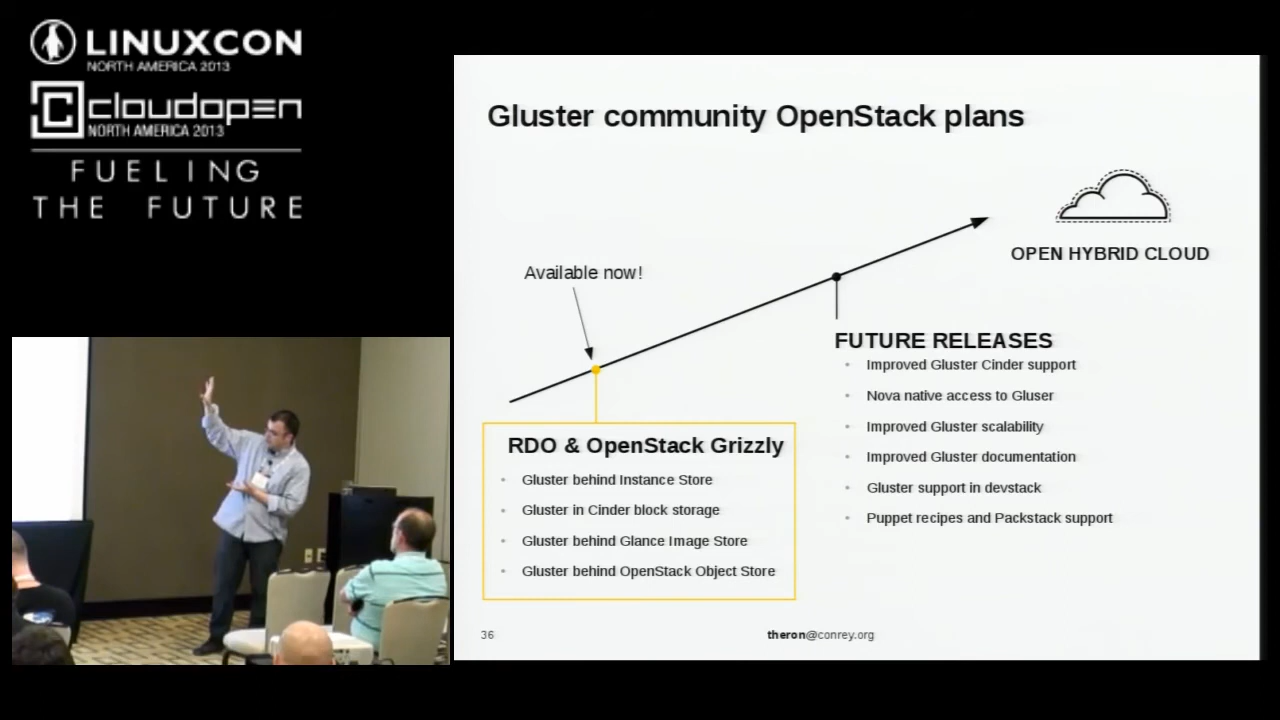 LINUXCON
NORTH AMERICA 2013
cloudopen
NORTH AMERICA 2013
FUELING
THE FUTURE
Gluster community OpenStack plans
OPEN HYBRID CLOUD
Available now!
RDO & OpenStack Grizzly
Gluster behind Instance Store
Gluster in Cinder block storage
Gluster behind Glance Image Store
Gluster behind OpenStack Object Store
FUTURE RELEASES
Improved Gluster Cinder support
Nova native access to Gluser
Improved Gluster scalability
Improved Gluster documentation
Gluster support in devstack
Puppet recipes and Packstack support
36
theron@conrey.org